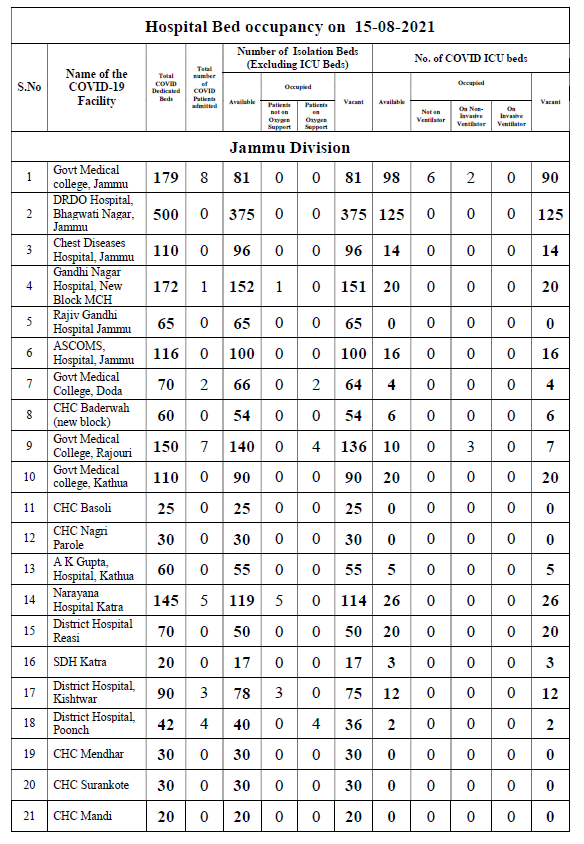 Hospital Bed occupancy on 15-08-2021
S.No
Name of the
COVID-19
Facility
Total
COVID
Dedicated
Beds
Total
number
of
COVID
Patients
admitted
Number of Isolation Beds
(Excluding ICU Beds)
No. of COVID ICU beds
Available
Occupied
Patients
not on
Oxygen
Support
Patients
on
Oxygen
Support
Vacant
Available
Occupied
Not on
Ventilator
On Non-
Invasive
Ventilator
On
Invasive
Ventilator
Vacant
Jammu Division
1 Govt Medical
college, Jammu 179 8 81 0 0 81 98 6 2 0 90
2 DRDO Hospital,
Bhagwati Nagar,
Jammu 500 0 375 0 0 375 125 0 0 0 125
3 Chest Diseases
Hospital, Jammu 110 0 96 0 0 96 14 0 0 0 14
4 Gandhi Nagar
Hospital, New
Block MCH 172 1 152 1 0 151 20 0 0 0 20
5 Rajiv Gandhi
Hospital Jammu 65 0 65 0 0 65 0 0 0 0 0
6 ASCOMS,
Hospital, Jammu 116 0 100 0 0 100 16 0 0 0 16
7 Govt Medical
College, Doda 70 2 66 0 2 64 4 0 0 0 4
8 CHC Baderwah
(new block) 60 0 54 0 0 54 6 0 0 0 6
9 Govt Medical
College, Rajouri 150 7 140 0 4 136 10 0 3 0 7
10 Govt Medical
college, Kathua 110 0 90 0 0 90 20 0 0 0 20
11 CHC Basoli 25 0 25 0 0 25 0 0 0 0 0
12 CHC Nagri
Parole 30 0 30 0 0 30 0 0 0 0 0
13 A K Gupta,
Hospital, Kathua 60 0 55 0 0 55 5 0 0 0 5
14 Narayana
Hospital Katra 145 5 119 5 0 114 26 0 0 0 26
15 District Hospital
Reasi 70 0 50 0 0 50 20 0 0 0 20
16 SDH Katra 20 0 17 0 0 17 3 0 0 0 3
17 District Hospital,
Kishtwar 90 3 78 3 0 75 12 0 0 0 12
18 District Hospital,
Poonch 42 4 40 0 4 36 2 0 0 0 2
19 CHC Mendhar 30 0 30 0 0 30 0 0 0 0 0
20 CHC Surankote 30 0 30 0 0 30 0 0 0 0 0
21 CHC Mandi 20 0 20 0 0 20 0 0 0 0 0